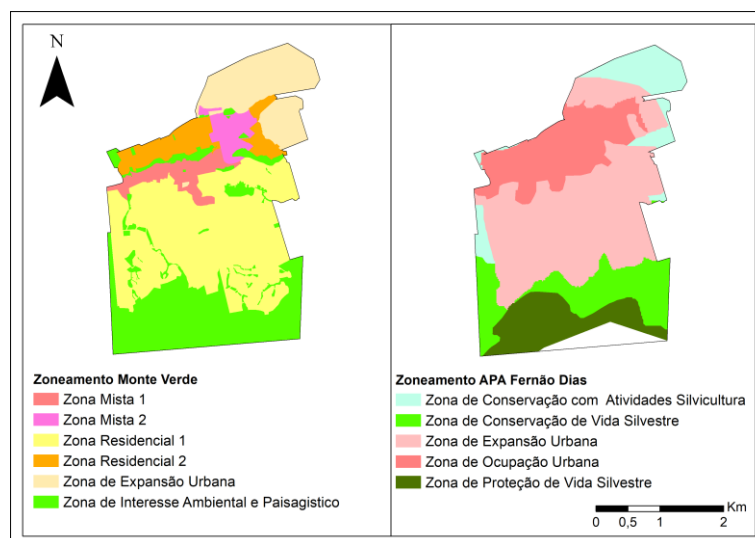 N
Zoneamento Monte Verde
Zona Mista 1
Zona Mista 2
Zona Residencial 1
Zona Residencial 2
Zona de Expansão Urbana
Zona de Interesse Ambiental e Paisagistico
Zoneamento APA Fernão Dias
Zona de Conservação com Atividades Silvicultura
Zona de Conservação de Vida Silvestre
Zona de Expansão Urbana
Zona de Ocupação Urbana
Zona de Proteção de Vida Silvestre
Km
0 0,5 1 2